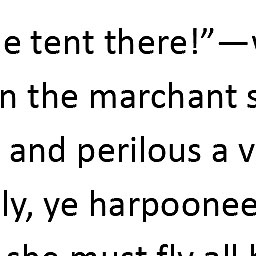 e tent there!”—
n the marchant s
and perilous a v
ly, ye harpoonee
she must fly all